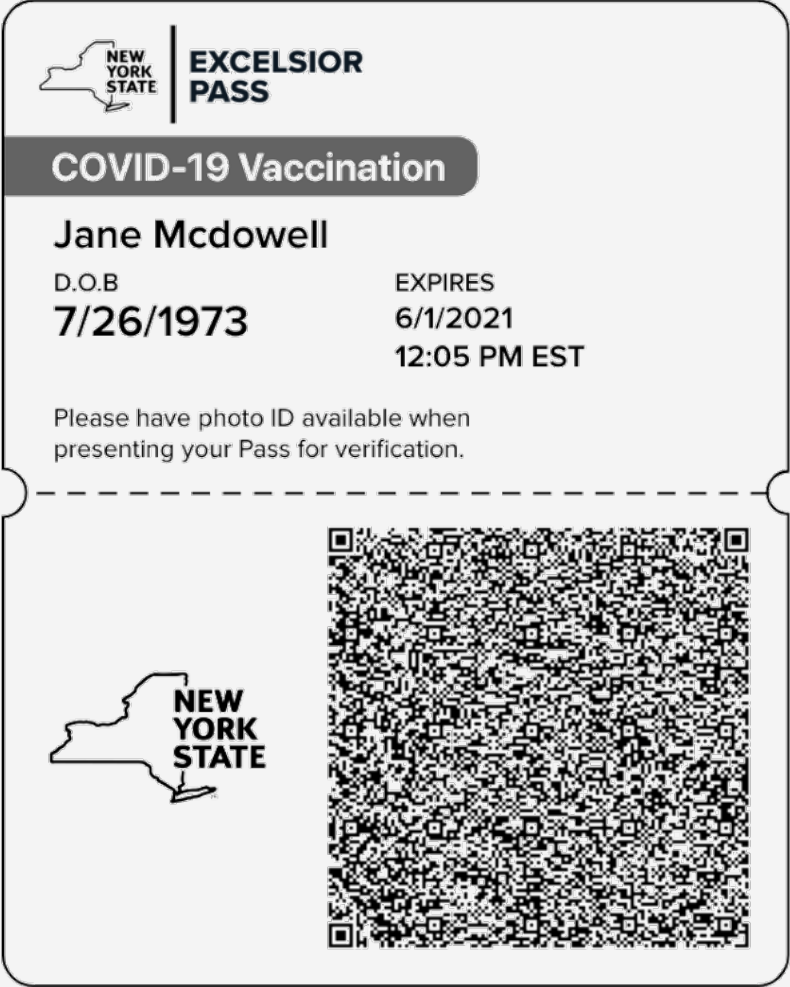 NEW
YORK
STATE
EXCELSIOR
PASS
COVID-19 Vaccination
Jane Mcdowell
D.O.B
7/26/1973
EXPIRES
6/1/2021
12:05 PM EST
Please have photo ID available when
presenting your Pass for verification.
NEW
YORK
STATE